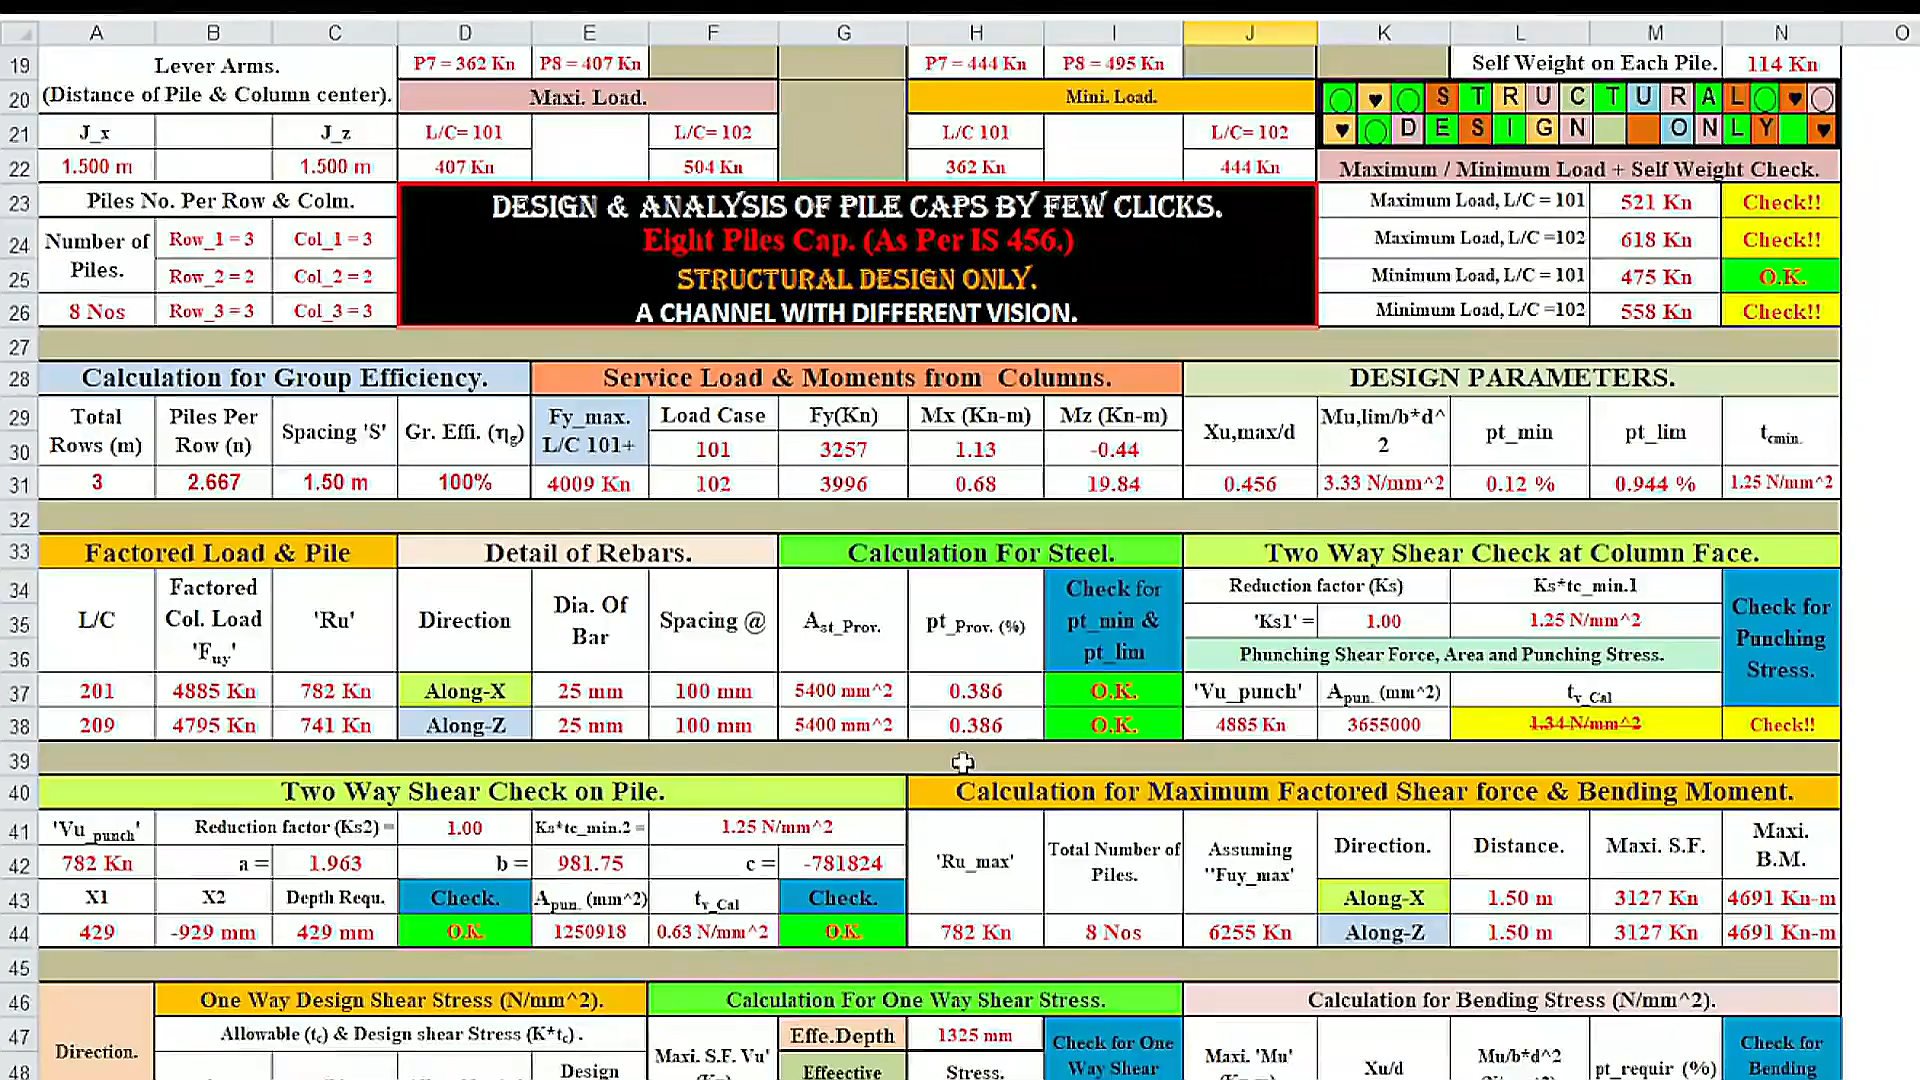 A B C D E F G H I J K L M N O
19 Lever Arms. P7 = 362 Kn P8 = 407 Kn P7 = 444 Kn P8 = 495 Kn Self Weight on Each Pile. 114 Kn
20 (Distance of Pile & Column center). Maxi. Load. Mini. Load. STRUCTURAL
21 J_x J_z L/C= 101 L/C= 102 L/C 101 L/C= 102 DESIGN ONLY
22 1.500 m 1.500 m 407 Kn 504 Kn 362 Kn 444 Kn Maximum / Minimum Load + Self Weight Check.
23 Piles No. Per Row & Colm. DESIGN & ANALYSIS OF PILE CAPS BY FEW CLICKS. Maximum Load, L/C = 101 521 Kn Check!!
24 Number of Row_1 = 3 Col_1 = 3 Eight Piles Cap. (As Per IS 456.) Maximum Load, L/C =102 618 Kn Check!!
25 Piles. Row_2 = 2 Col_2 = 2 STRUCTURAL DESIGN ONLY. Minimum Load, L/C = 101 475 Kn O.K.
26 8 Nos Row_3 = 3 Col_3 = 3 A CHANNEL WITH DIFFERENT VISION. Minimum Load, L/C =102 558 Kn Check!!
27
28 Calculation for Group Efficiency. Service Load & Moments from Columns. DESIGN PARAMETERS.
29 Total Piles Per Spacing 'S' Gr. Effi. (ηg) Fy_max. Load Case Fy(Kn) Mx (Kn-m) Mz (Kn-m) Xu,max/d Mu,lim/b*d^ pt_min pt_lim tcmin.
30 Rows (m) Row (n) L/C 101+ 101 3257 1.13 -0.44 2
31 3 2.667 1.50 m 100% 4009 Kn 102 3996 0.68 19.84 0.456 3.33 N/mm^2 0.12 % 0.944 % 1.25 N/mm^2
32
33 Factored Load & Pile Detail of Rebars. Calculation For Steel. Two Way Shear Check at Column Face.
34 Factored Check for Reduction factor (Ks) Ks*tc_min.1
35 L/C Col. Load 'Ru' Direction Dia. Of Bar Spacing @ Ast_Prov. pt_Prov. (%) pt_min & 'Ks1' = 1.00 1.25 N/mm^2 Check for Punching Stress.
36 'Fuy' pt_lim Phunching Shear Force, Area and Punching Stress.
37 201 4885 Kn 782 Kn Along-X 25 mm 100 mm 5400 mm^2 0.386 O.K. 'Vu_punch' Apun. (mm^2) tv_Cal
38 209 4795 Kn 741 Kn Along-Z 25 mm 100 mm 5400 mm^2 0.386 O.K. 4885 Kn 3655000 1.34 N/mm^2 Check!!
39
40 Two Way Shear Check on Pile. Calculation for Maximum Factored Shear force & Bending Moment.
41 'Vu_punch' Reduction factor (Ks2) = 1.00 Ks*tc_min.2 = 1.25 N/mm^2 'Ru_max' Total Number of Piles. Assuming ''Fuy_max' Direction. Distance. Maxi. S.F. Maxi. B.M.
42 782 Kn a = 1.963 b = 981.75 c = -781824
43 X1 X2 Depth Requ. Check. Apun. (mm^2) tv_Cal Check. Along-X 1.50 m 3127 Kn 4691 Kn-m
44 429 -929 mm 429 mm O.K. 1250918 0.63 N/mm^2 O.K. 782 Kn 8 Nos 6255 Kn Along-Z 1.50 m 3127 Kn 4691 Kn-m
45
46 One Way Design Shear Stress (N/mm^2). Calculation For One Way Shear Stress. Calculation for Bending Stress (N/mm^2).
47 Direction. Allowable (tc) & Design shear Stress (K*tc). Maxi. S.F. Vu' Effe.Depth 1325 mm Check for One Maxi. 'Mu' Xu/d Mu/b*d^2 pt_requir (%) Check for
48 Design Effeective Stress. Way Shear Bending